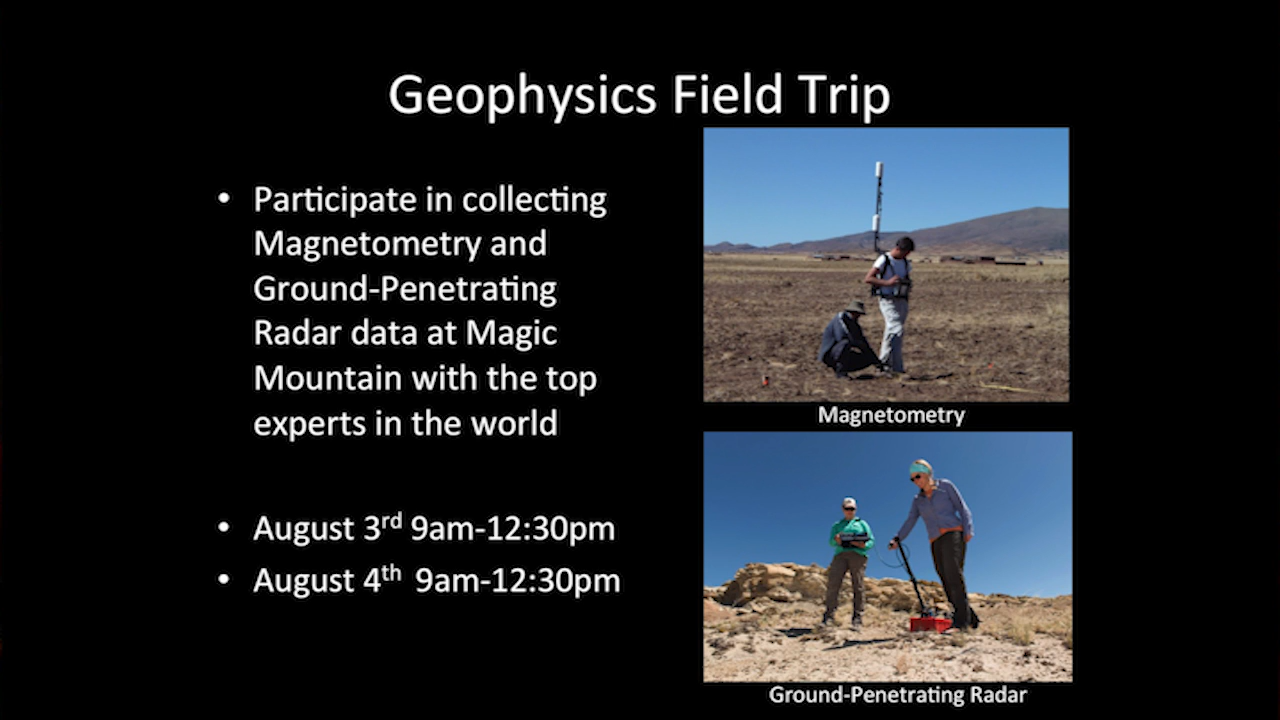 Geophysics Field Trip
• Participate in collecting
Magnetometry and
Ground-Penetrating
Radar data at Magic
Mountain with the top
experts in the world
• August 3rd 9am-12:30pm
• August 4th 9am-12:30pm
Magnetometry
Ground-Penetrating Radar